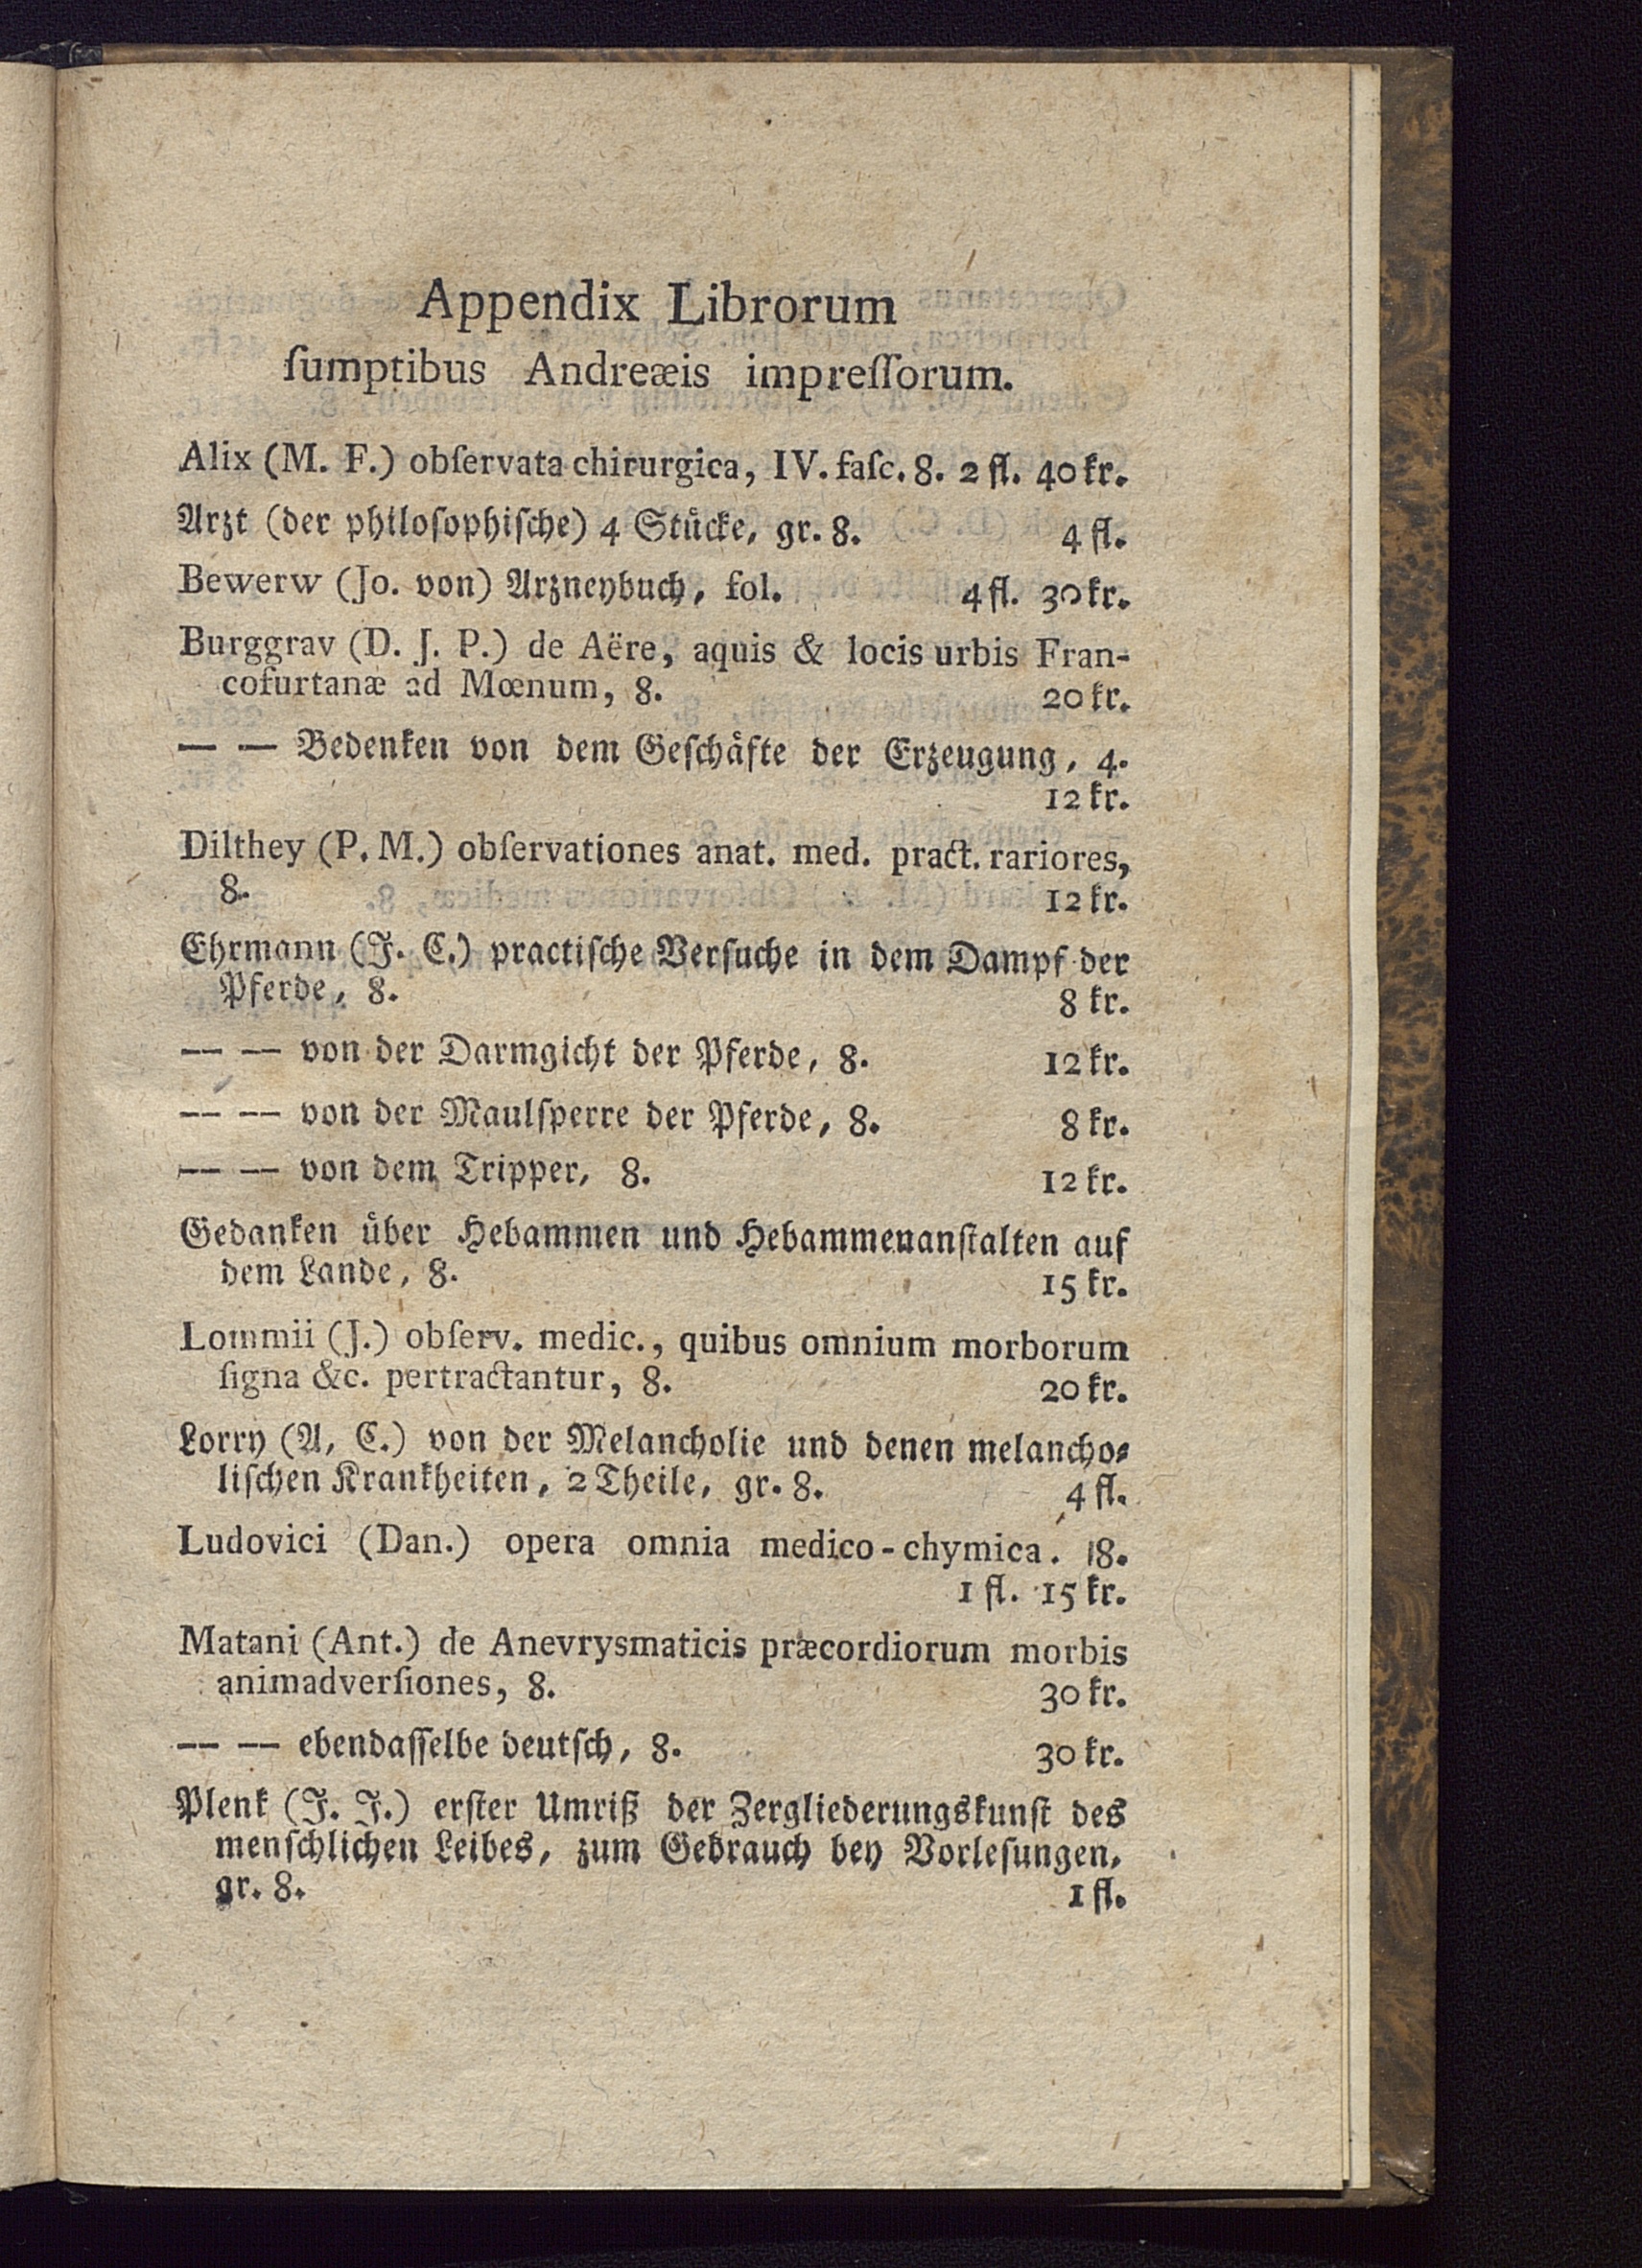 Appendix Librorum
ſumptibus Andreæis impreſſorum.
Alix (M. F.) obſervata chirurgica, IV. faſc. 8. 2 fl. 40 kr.
Arzt (der philoſophiſche) 4 Stücke, gr. 8. 4 fl.
Bewerw (Jo. von) Arzneybuch, fol. 4 fl. 30 kr.
Burggrav (D. J. P.) de Aëre, aquis & locis urbis Fran-
cofurtanæ ad Mœnum, 8. 20 kr.
— — Bedenken von dem Geſchäfte der Erzeugung, 4.
12 kr.
Dilthey (P. M.) obſervationes anat. med. pract. rariores,
8. 12 kr.
Ehrmann (J. C.) practiſche Verſuche in dem Dampf der
Pferde, 8. 8 kr.
— — von der Darmgicht der Pferde, 8. 12 kr.
— — von der Maulſperre der Pferde, 8. 8 kr.
— — von dem Tripper, 8. 12 kr.
Gedanken über Hebammen und Hebammenanſtalten auf
dem Lande, 8. 15 kr.
Lommii (J.) obſerv. medic., quibus omnium morborum
ſigna &c. pertractantur, 8. 20 kr.
Lorry (A, C.) von der Melancholie und denen melancho-
liſchen Krankheiten, 2 Theile, gr. 8. 4 fl.
Ludovici (Dan.) opera omnia medico-chymica. 8.
1 fl. 15 kr.
Matani (Ant.) de Anevrysmaticis præcordiorum morbis
animadverſiones, 8. 30 kr.
— — ebendaſſelbe deutſch, 8. 30 kr.
Plenk (J. J.) erſter Umriß der Zergliederungskunſt des
menſchlichen Leibes, zum Gebrauch bey Vorleſungen,
gr. 8. 1 fl.